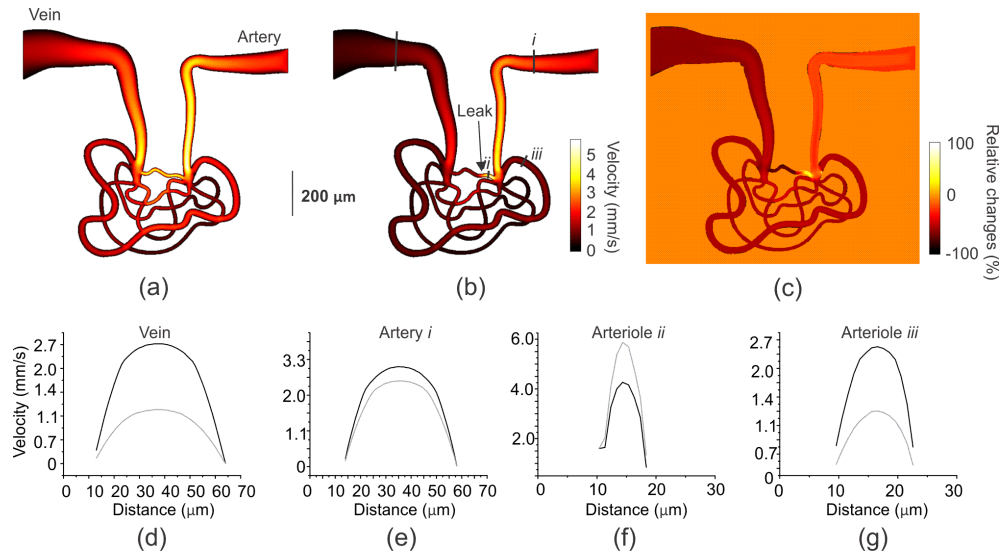 Vein
Artery
200 μm
(a)
i
Leak
ii
iii
5
4
3
2
1
0
Velocity (mm/s)
(b)
100
0
-100
Relative changes (%)
(c)
Vein
2.7
2.0
1.4
1.1
0.7
0
Velocity (mm/s)
0 10 20 30 40 50 60 70
Distance (μm)
(d)
Artery i
3.3
2.0
1.1
0
0 10 20 30 40 50 60 70
Distance (μm)
(e)
Arteriole ii
6.0
4.0
2.0
0 10 20 30
Distance (μm)
(f)
Arteriole iii
2.7
2.0
1.4
1.1
0.7
0
0 10 20 30
Distance (μm)
(g)